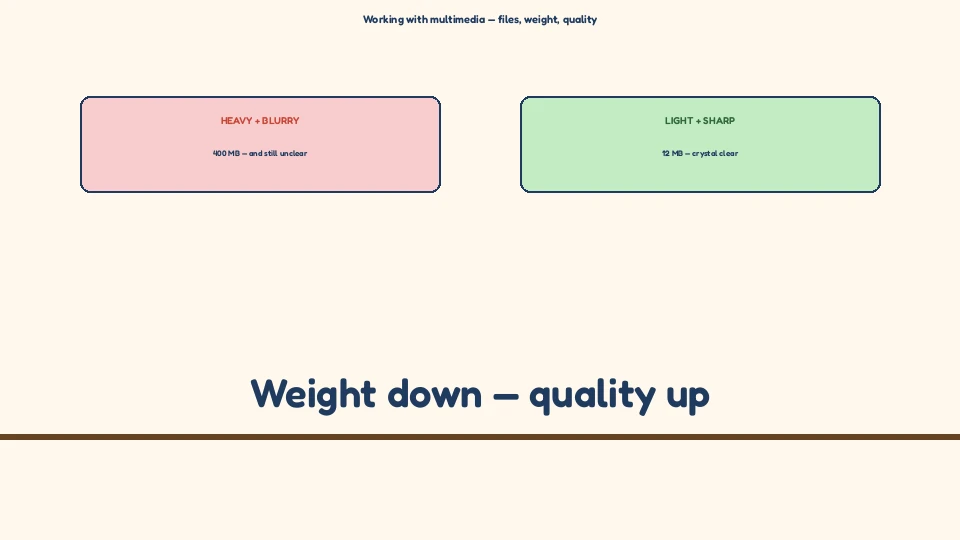 Working with multimedia — files, weight, quality
HEAVY + BLURRY
400 MB — and still unclear
LIGHT + SHARP
12 MB — crystal clear
Weight down — quality up